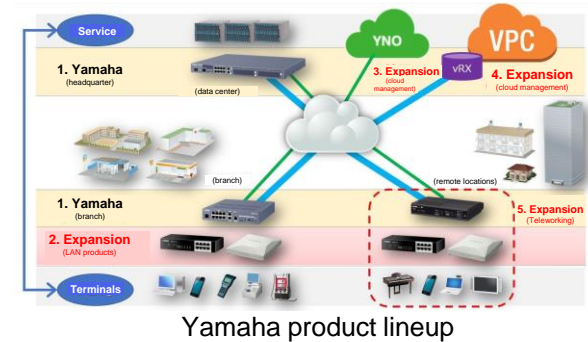 Service
YNO
VPC
vRX
1. Yamaha
(headquarter)
(data center)
3. Expansion
(cloud
management)
4. Expansion
(cloud management)
(branch)
(remote locations)
1. Yamaha
(branch)
5. Expansion
(Teleworking)
2. Expansion
(LAN products)
Terminals
Yamaha product lineup